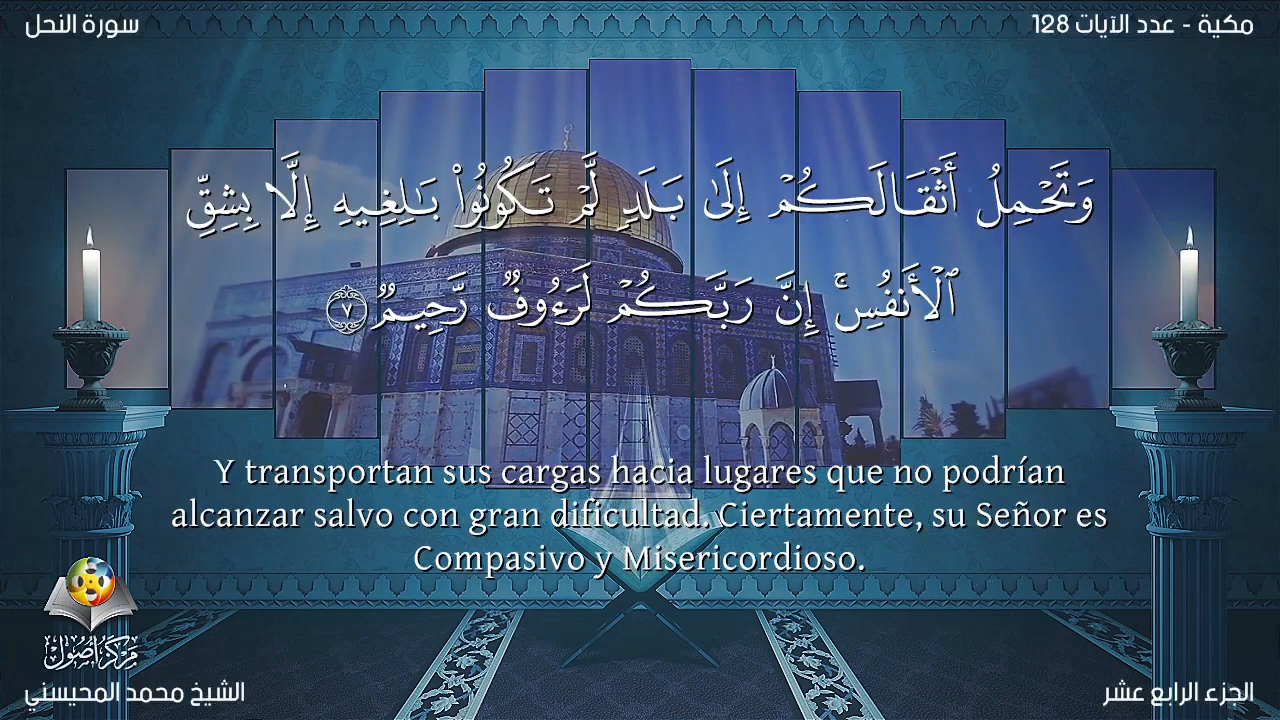 سورة النحل
مكية - عدد الآيات 128
وَتَحْمِلُ أَثْقَالَكُمْ إِلَىٰ بَلَدٍ لَّمْ تَكُونُوا۟ بَـٰلِغِيهِ إِلَّا بِشِقِّ
ٱلْأَنفُسِ ۚ إِنَّ رَبَّكُمْ لَرَءُوفٌ رَّحِيمٌ ٧
Y transportan sus cargas hacia lugares que no podrían
alcanzar salvo con gran dificultad. Ciertamente, su Señor es
Compasivo y Misericordioso.
مركز أصول
الشيخ محمد المحيسني
الجزء الرابع عشر